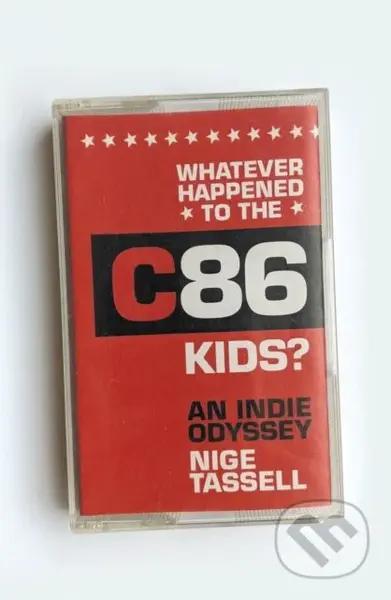 WHATEVER
HAPPENED
TO THE
C86
KIDS?
AN INDIE
ODYSSEY
NIGE
TASSELL